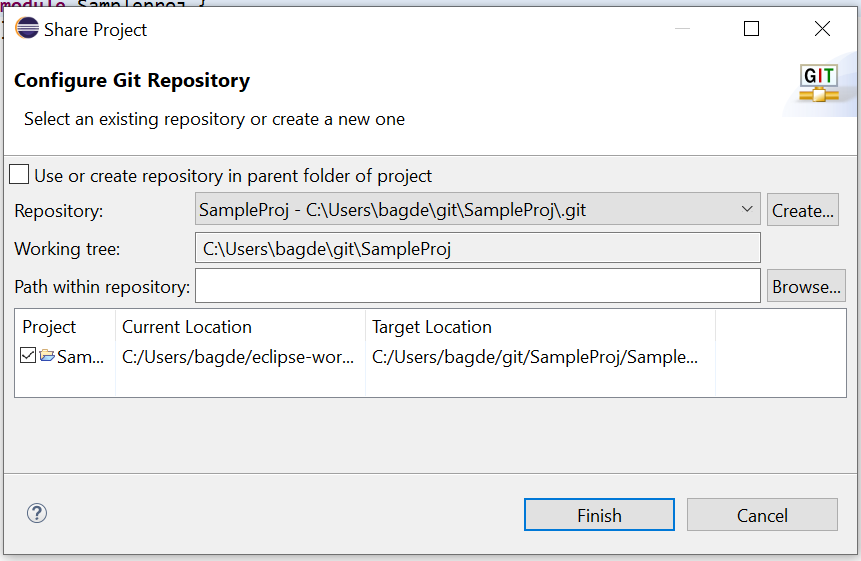 module Sampleproj {
Share Project
Configure Git Repository
GIT
Select an existing repository or create a new one
Use or create repository in parent folder of project
Repository: SampleProj - C:\Users\bagde\git\SampleProj\.git Create...
Working tree: C:\Users\bagde\git\SampleProj
Path within repository: Browse...
Project Current Location Target Location
Sam... C:/Users/bagde/eclipse-wor... C:/Users/bagde/git/SampleProj/Sample...
? Finish Cancel